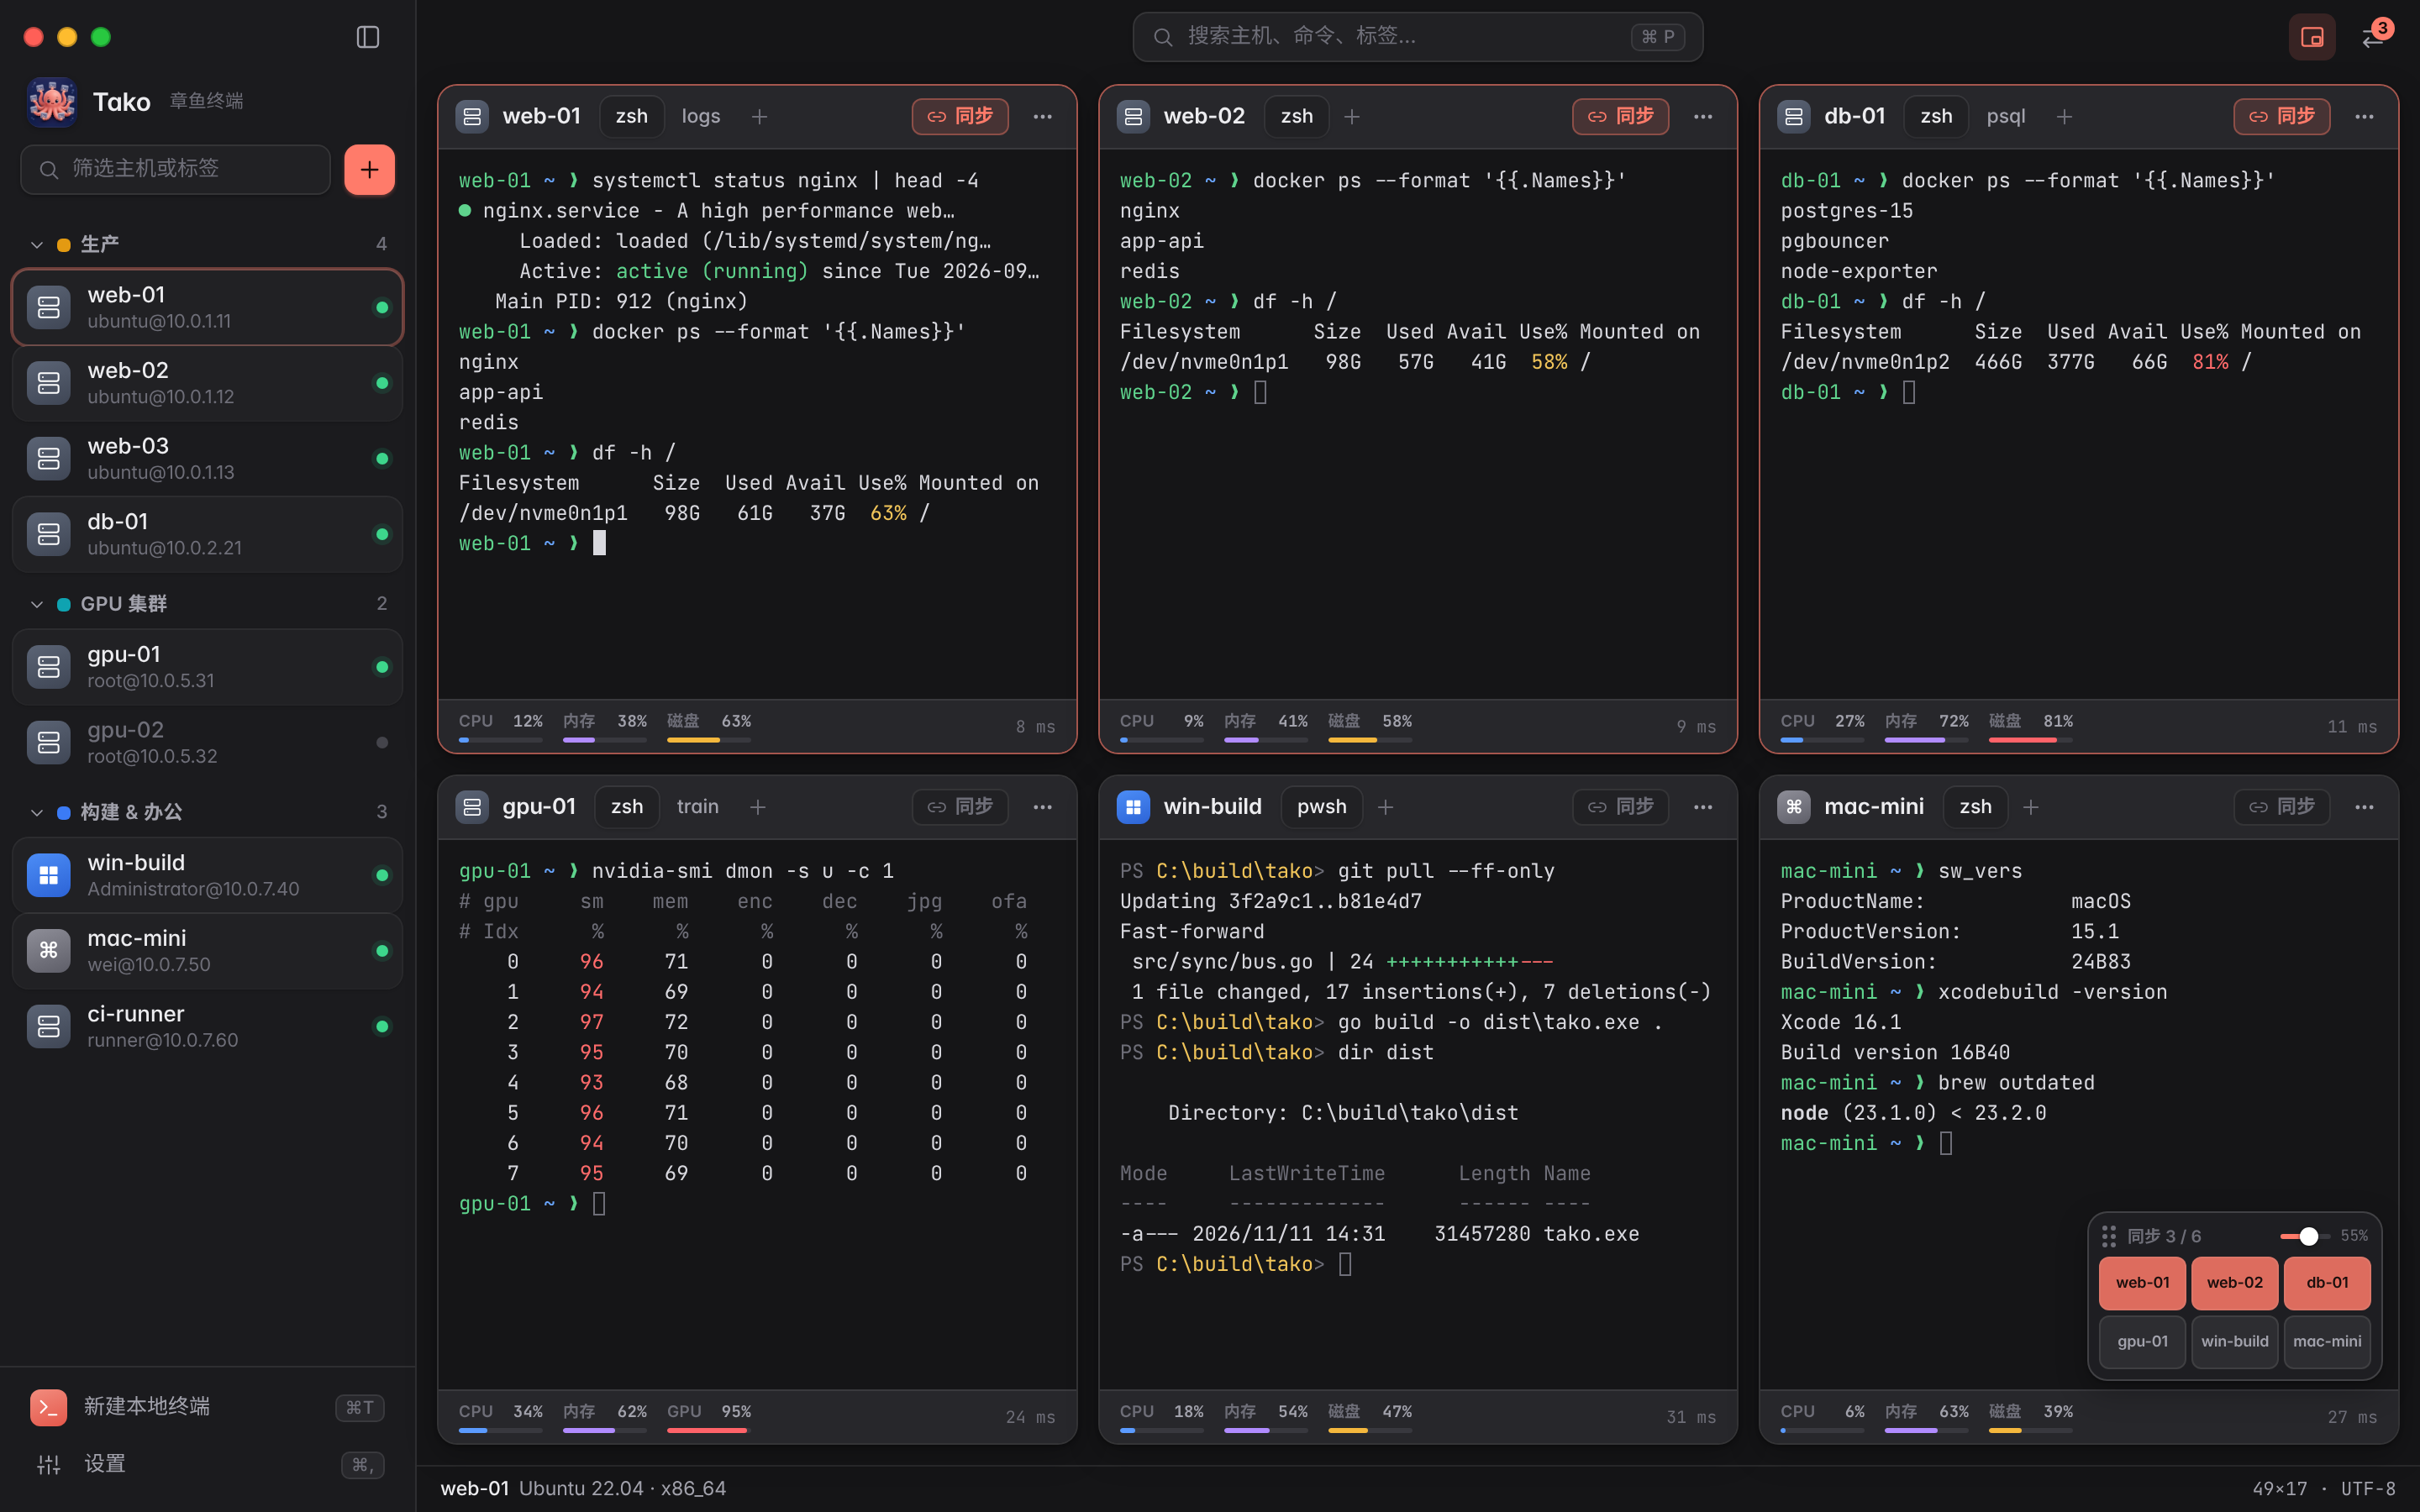 搜索主机、命令、标签... ⌘ P
3
Tako 章鱼终端
筛选主机或标签
生产 4
web-01
ubuntu@10.0.1.11
web-02
ubuntu@10.0.1.12
web-03
ubuntu@10.0.1.13
db-01
ubuntu@10.0.2.21
GPU 集群 2
gpu-01
root@10.0.5.31
gpu-02
root@10.0.5.32
构建 & 办公 3
win-build
Administrator@10.0.7.40
mac-mini
wei@10.0.7.50
ci-runner
runner@10.0.7.60
新建本地终端 ⌘T
设置 ⌘,
web-01 zsh logs + 同步 ...
web-01 ~ ❯ systemctl status nginx | head -4
● nginx.service - A high performance web…
Loaded: loaded (/lib/systemd/system/ng…
Active: active (running) since Tue 2026-09…
Main PID: 912 (nginx)
web-01 ~ ❯ docker ps --format '{{.Names}}'
nginx
app-api
redis
web-01 ~ ❯ df -h /
Filesystem Size Used Avail Use% Mounted on
/dev/nvme0n1p1 98G 61G 37G 63% /
web-01 ~ ❯
CPU 12% 内存 38% 磁盘 63% 8 ms
web-02 zsh + 同步 ...
web-02 ~ ❯ docker ps --format '{{.Names}}'
nginx
app-api
redis
web-02 ~ ❯ df -h /
Filesystem Size Used Avail Use% Mounted on
/dev/nvme0n1p1 98G 57G 41G 58% /
web-02 ~ ❯
CPU 9% 内存 41% 磁盘 58% 9 ms
db-01 zsh psql + 同步 ...
db-01 ~ ❯ docker ps --format '{{.Names}}'
postgres-15
pgbouncer
node-exporter
db-01 ~ ❯ df -h /
Filesystem Size Used Avail Use% Mounted on
/dev/nvme0n1p2 466G 377G 66G 81% /
db-01 ~ ❯
CPU 27% 内存 72% 磁盘 81% 11 ms
gpu-01 zsh train + 同步 ...
gpu-01 ~ ❯ nvidia-smi dmon -s u -c 1
# gpu sm mem enc dec jpg ofa
# Idx % % % % % %
0 96 71 0 0 0 0
1 94 69 0 0 0 0
2 97 72 0 0 0 0
3 95 70 0 0 0 0
4 93 68 0 0 0 0
5 96 71 0 0 0 0
6 94 70 0 0 0 0
7 95 69 0 0 0 0
gpu-01 ~ ❯
CPU 34% 内存 62% GPU 95% 24 ms
win-build pwsh + 同步 ...
PS C:\build\tako> git pull --ff-only
Updating 3f2a9c1..b81e4d7
Fast-forward
src/sync/bus.go | 24 +++++++++++---
1 file changed, 17 insertions(+), 7 deletions(-)
PS C:\build\tako> go build -o dist\tako.exe .
PS C:\build\tako> dir dist
Directory: C:\build\tako\dist
Mode LastWriteTime Length Name
---- ------------- ------ ----
-a--- 2026/11/11 14:31 31457280 tako.exe
PS C:\build\tako>
CPU 18% 内存 54% 磁盘 47% 31 ms
mac-mini zsh + 同步 ...
mac-mini ~ ❯ sw_vers
ProductName: macOS
ProductVersion: 15.1
BuildVersion: 24B83
mac-mini ~ ❯ xcodebuild -version
Xcode 16.1
Build version 16B40
mac-mini ~ ❯ brew outdated
node (23.1.0) < 23.2.0
mac-mini ~ ❯
同步 3 / 6 55%
web-01 web-02 db-01
gpu-01 win-build mac-mini
CPU 6% 内存 63% 磁盘 39% 27 ms
web-01 Ubuntu 22.04 · x86_64
49×17 · UTF-8